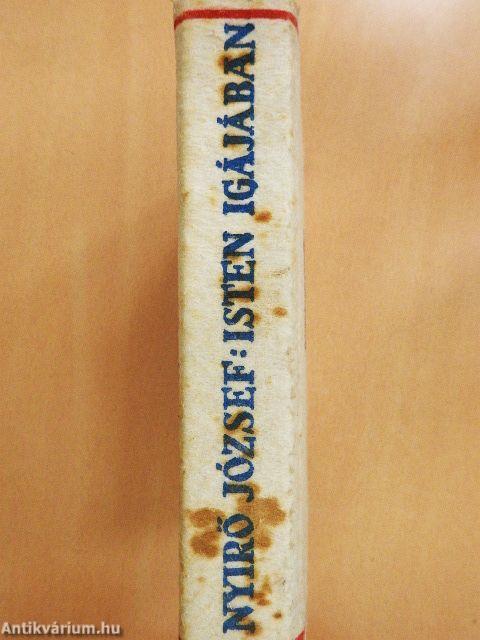 NYIRŐ JÓZSEF: ISTEN IGÁJÁBAN
Antikvárium.hu